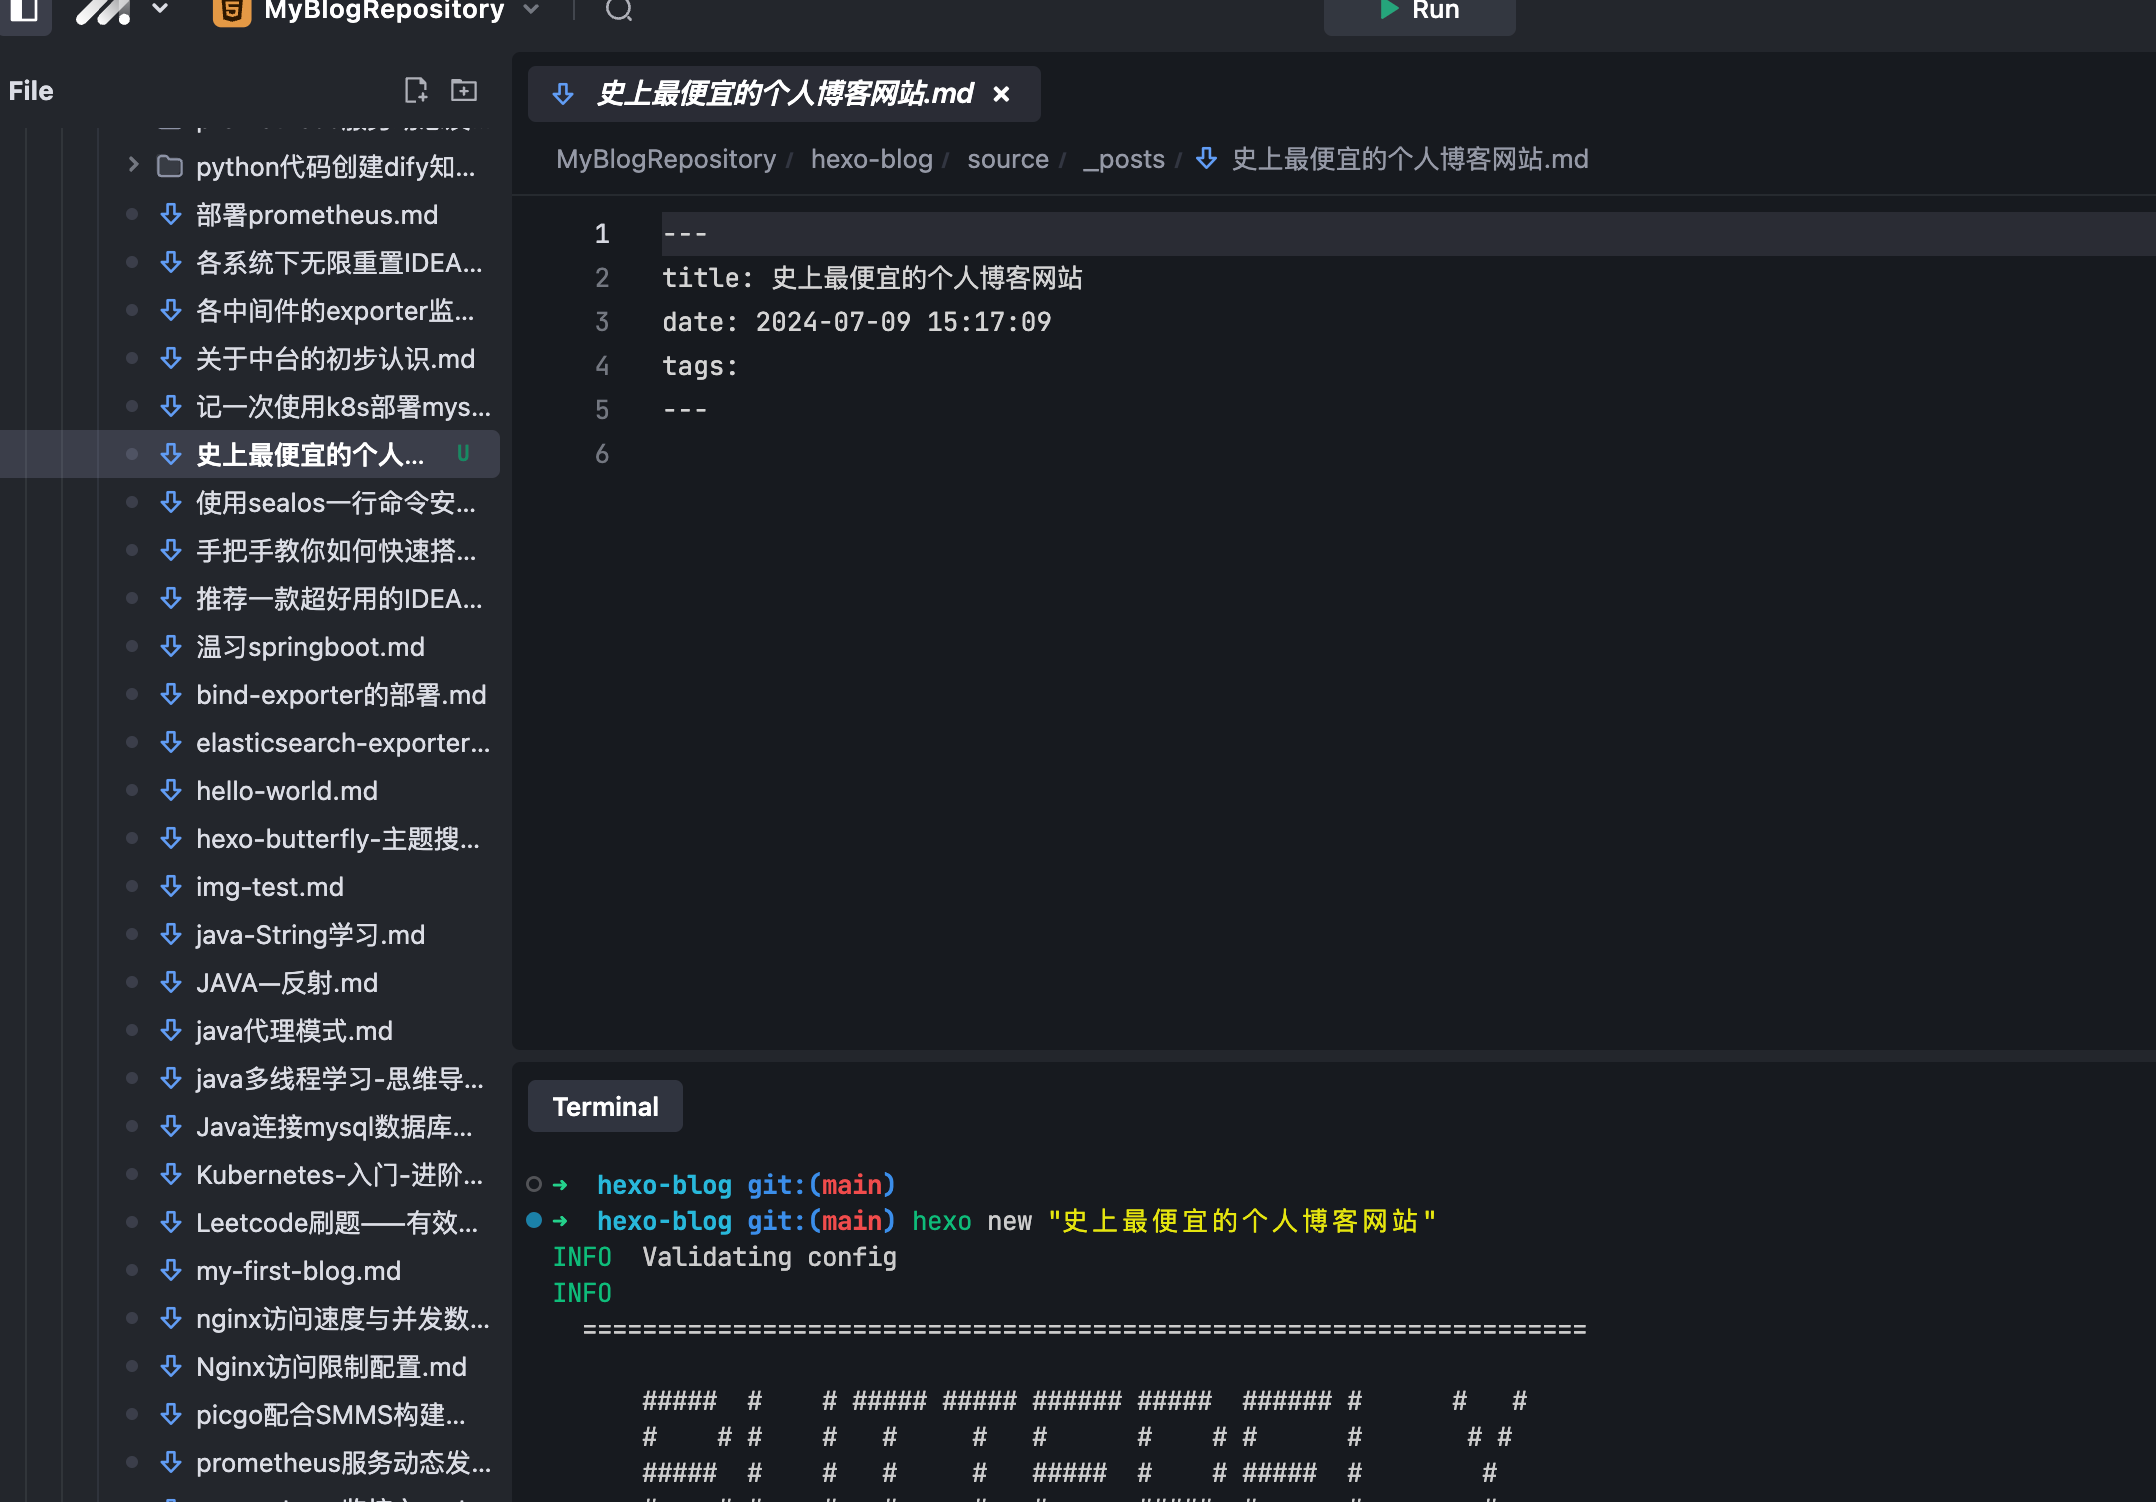 MyBlogRepository
Run
File
python代码创建dify知...
部署prometheus.md
各系统下无限重置IDEA...
各中间件的exporter监...
关于中台的初步认识.md
记一次使用k8s部署mys...
史上最便宜的个人... U
使用sealos一行命令安...
手把手教你如何快速搭...
推荐一款超好用的IDEA...
温习springboot.md
bind-exporter的部署.md
elasticsearch-exporter...
hello-world.md
hexo-butterfly-主题搜...
img-test.md
java-String学习.md
JAVA—反射.md
java代理模式.md
java多线程学习-思维导...
Java连接mysql数据库...
Kubernetes-入门-进阶...
Leetcode刷题——有效...
my-first-blog.md
nginx访问速度与并发数...
Nginx访问限制配置.md
picgo配合SMMS构建...
prometheus服务动态发...
史上最便宜的个人博客网站.md
MyBlogRepository / hexo-blog / source / _posts / 史上最便宜的个人博客网站.md
1 ---
2 title: 史上最便宜的个人博客网站
3 date: 2024-07-09 15:17:09
4 tags:
5 ---
6
Terminal
➜ hexo-blog git:(main)
➜ hexo-blog git:(main) hexo new "史上最便宜的个人博客网站"
INFO Validating config
INFO
===================================================================
##### # # ##### ##### ###### ##### ###### # # #
# # # # # # # # # # # # #
##### # # # # ##### # # ##### # #